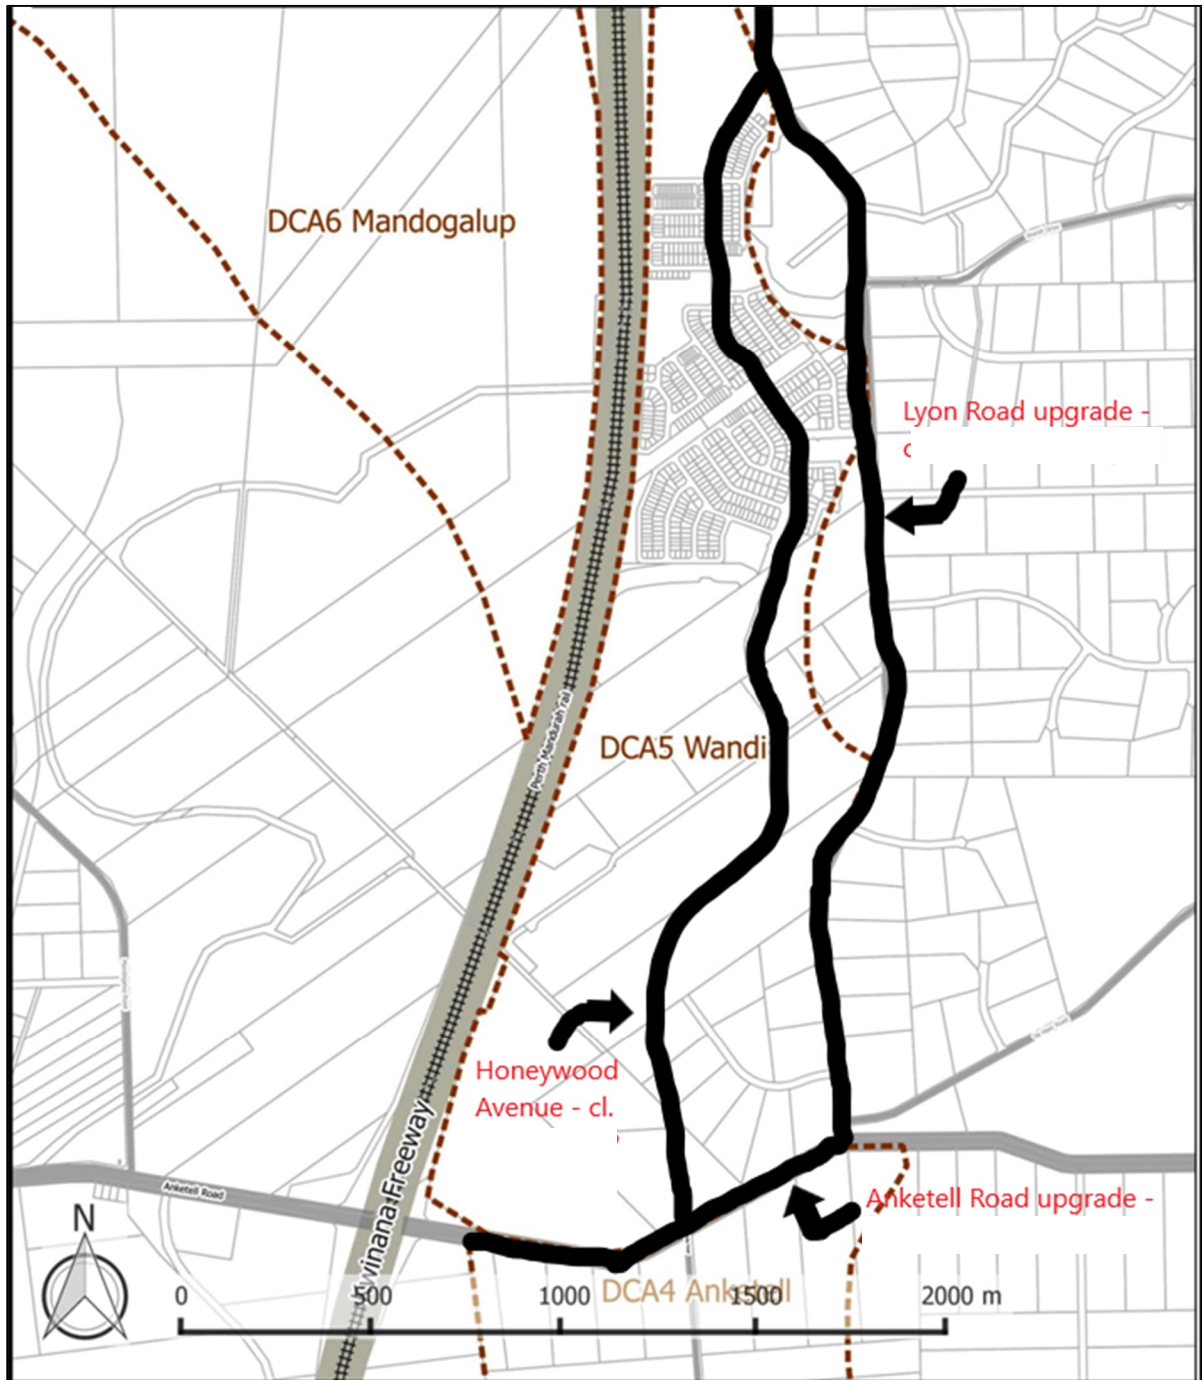 DCA6 Mandogalup
Lyon Road upgrade -
Perth Mandurah rail
DCA5 Wandi
Honeywood
Avenue - cl.
winana Freeway
Anketell Road
Anketell Road upgrade -
N
DCA4 Anketell
0 500 1000 1500 2000 m